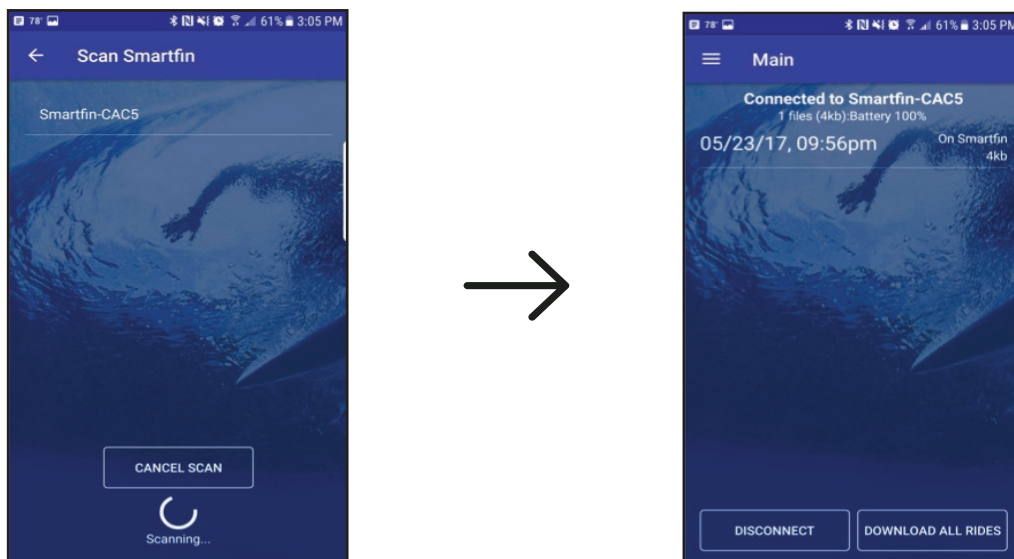 78° 61% 3:05 PM
Scan Smartfin
Smartfin-CAC5
CANCEL SCAN
Scanning...
78° 61% 3:05 PM
Main
Connected to Smartfin-CAC5
1 files (4kb):Battery 100%
05/23/17, 09:56pm On Smartfin
4kb
DISCONNECT DOWNLOAD ALL RIDES